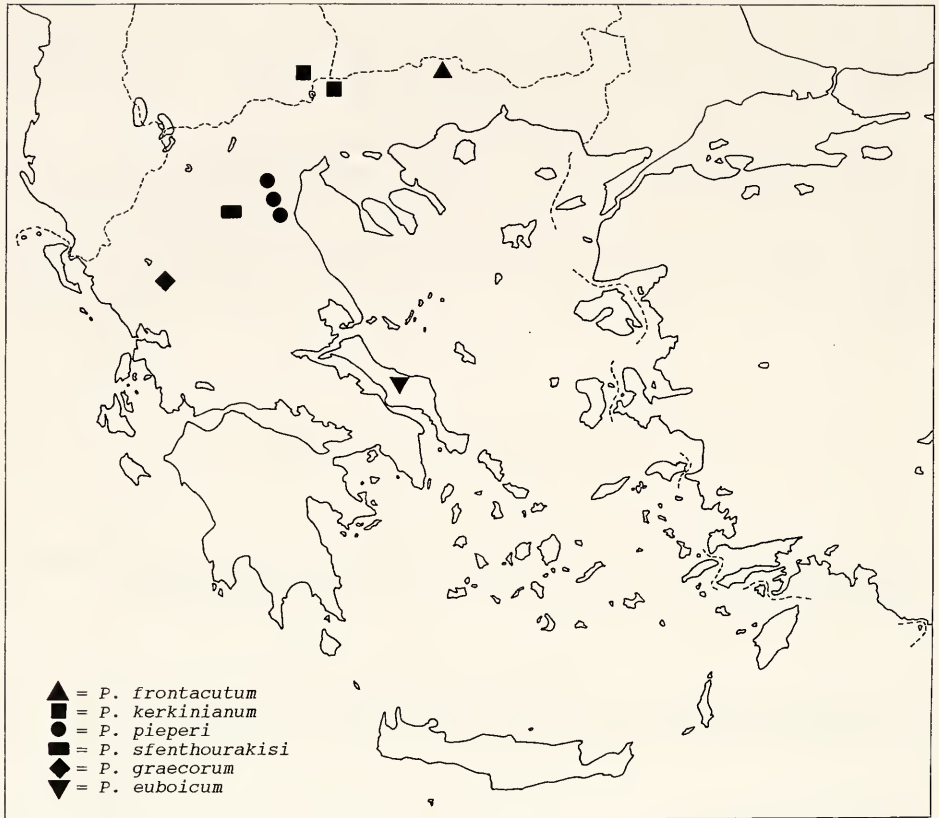 ▲ = P. frontacutum
■ = P. kerkinianum
● = P. pieperi
▬ = P. sfenthourakisi
◆ = P. graecorum
▼ = P. euboicum